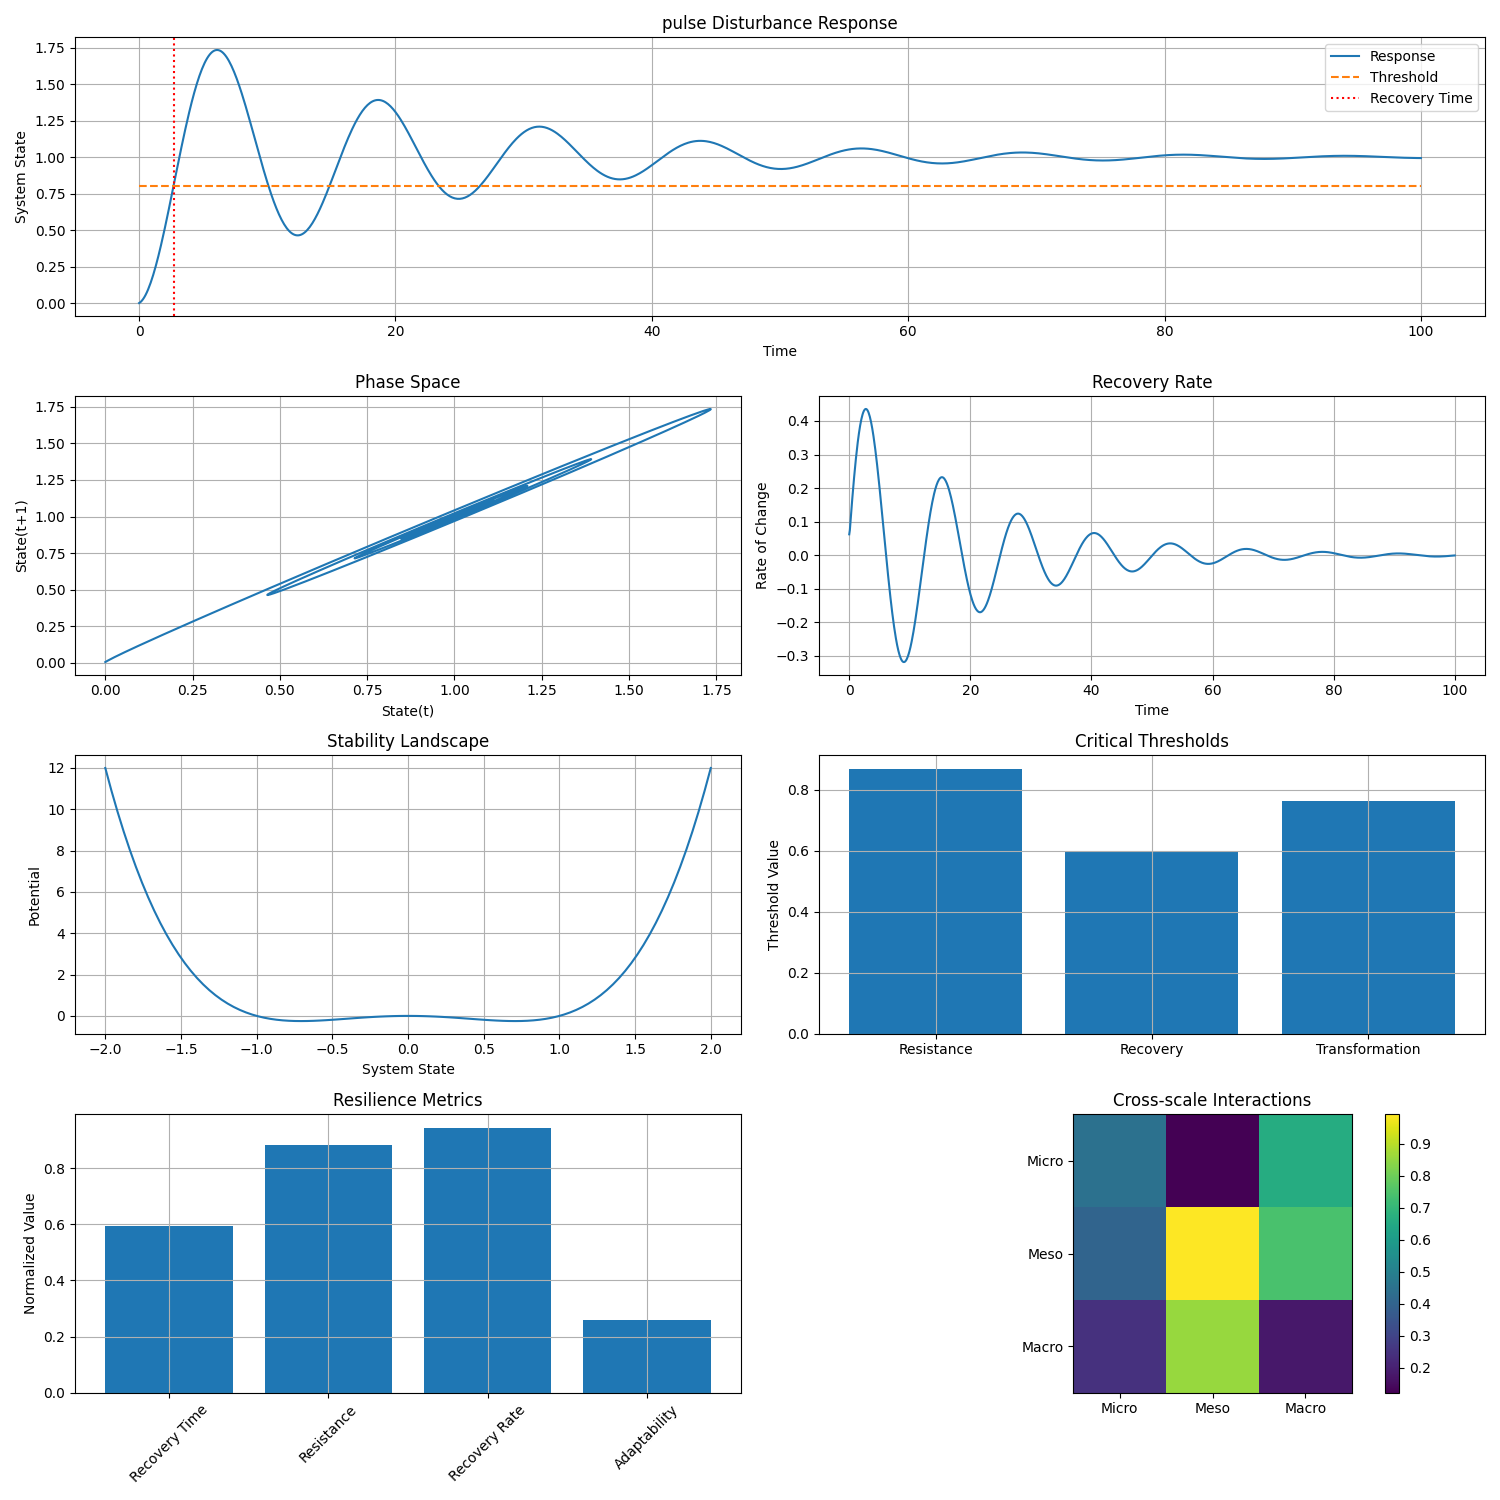 pulse Disturbance Response
System State
1.75
1.50
1.25
1.00
0.75
0.50
0.25
0.00
Response
Threshold
Recovery Time
0 20 40 60 80 100
Time
Phase Space
State(t+1)
1.75
1.50
1.25
1.00
0.75
0.50
0.25
0.00
0.00 0.25 0.50 0.75 1.00 1.25 1.50 1.75
State(t)
Recovery Rate
Rate of Change
0.4
0.3
0.2
0.1
0.0
−0.1
−0.2
−0.3
0 20 40 60 80 100
Time
Stability Landscape
Potential
12
10
8
6
4
2
0
−2.0 −1.5 −1.0 −0.5 0.0 0.5 1.0 1.5 2.0
System State
Critical Thresholds
Threshold Value
0.8
0.6
0.4
0.2
0.0
Resistance Recovery Transformation
Resilience Metrics
Normalized Value
0.8
0.6
0.4
0.2
0.0
Recovery Time
Resistance
Recovery Rate
Adaptability
Cross-scale Interactions
Micro
Meso
Macro
Micro Meso Macro
0.9
0.8
0.7
0.6
0.5
0.4
0.3
0.2